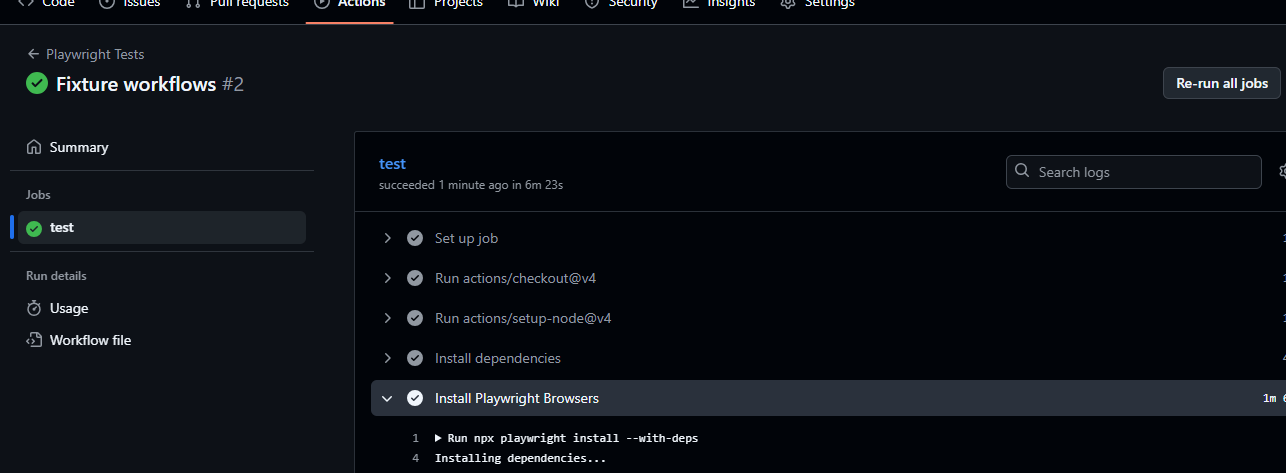 Code Issues Pull requests Actions Projects Wiki Security Insights Settings
← Playwright Tests
Fixture workflows #2
Re-run all jobs
Summary
Jobs
test
Run details
Usage
Workflow file
test
succeeded 1 minute ago in 6m 23s
Search logs
Set up job
Run actions/checkout@v4
Run actions/setup-node@v4
Install dependencies
Install Playwright Browsers
1m
1 Run npx playwright install --with-deps
4 Installing dependencies...